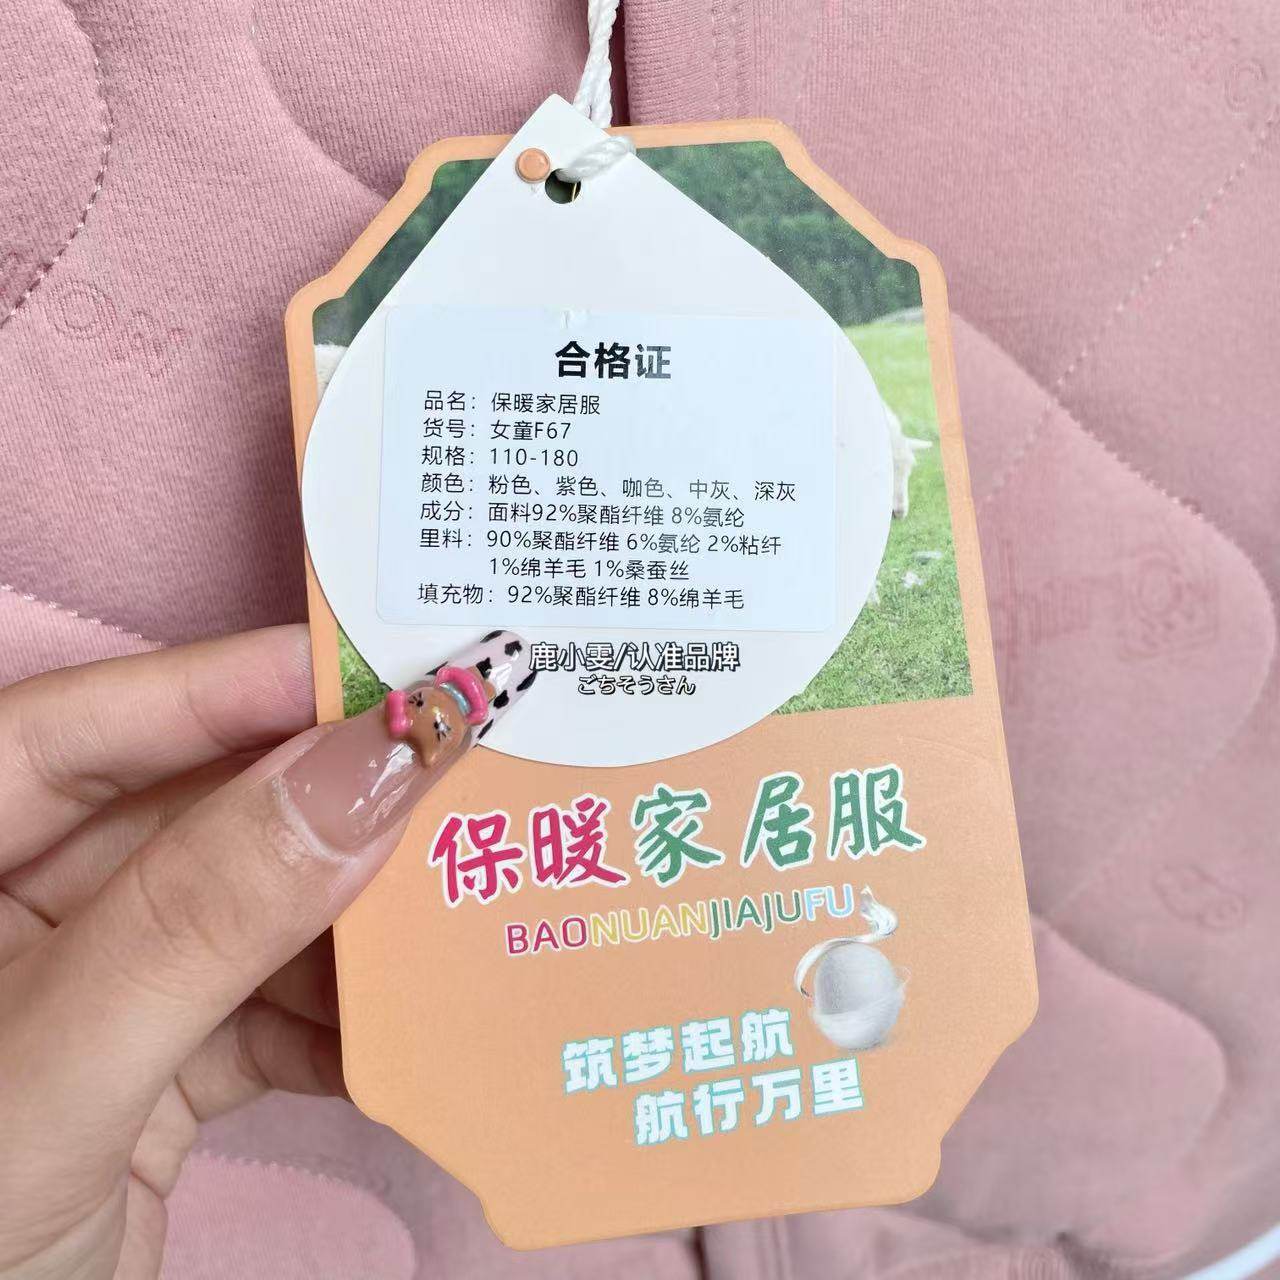 合格证
品名：保暖家居服
货号：女童F67
规格：110-180
颜色：粉色、紫色、咖色、中灰、深灰
成分：面料92%聚酯纤维 8%氨纶
里料：90%聚酯纤维 6%氨纶 2%粘纤
1%绵羊毛 1%桑蚕丝
填充物：92%聚酯纤维 8%绵羊毛
鹿小雯/认准品牌
ごちそうさん
保暖家居服
BAONUANJIAJUFU
筑梦起航
航行万里